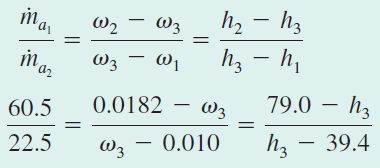 ṁa₁/ṁa₂ = (ω₂ − ω₃)/(ω₃ − ω₁) = (h₂ − h₃)/(h₃ − h₁)
60.5/22.5 = (0.0182 − ω₃)/(ω₃ − 0.010) = (79.0 − h₃)/(h₃ − 39.4)